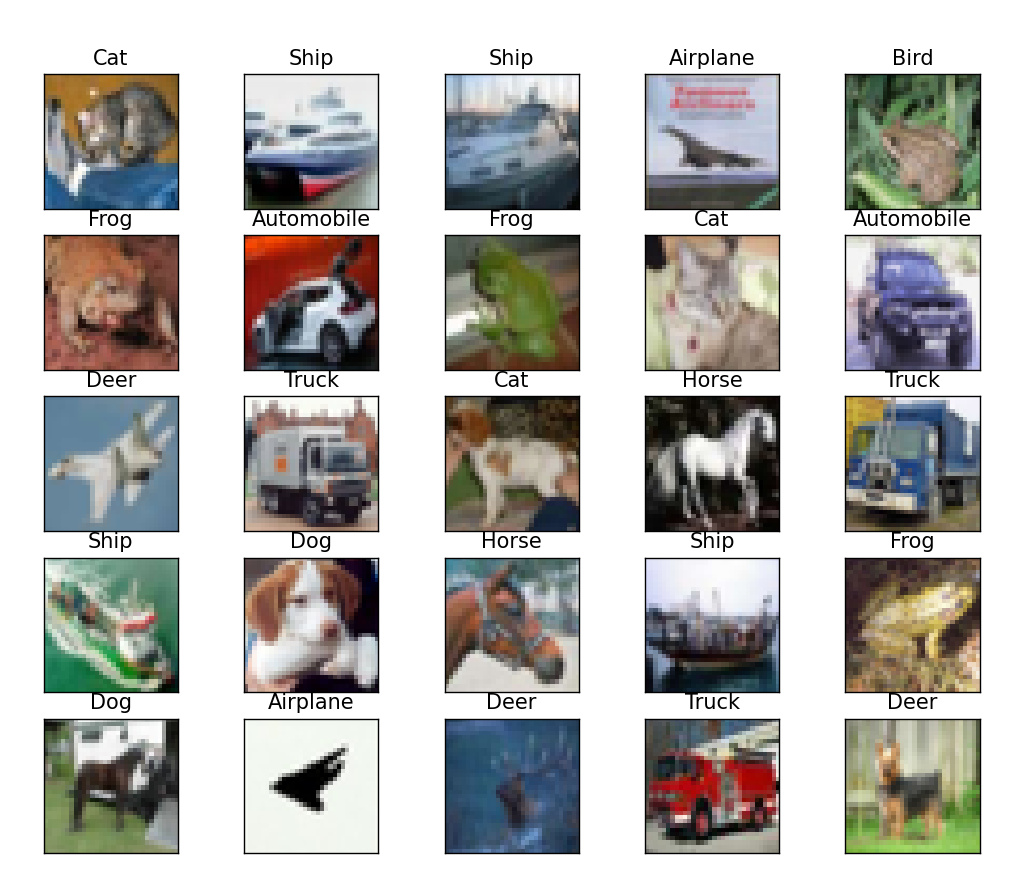 Cat Ship Ship Airplane Bird
Frog Automobile Frog Cat Automobile
Deer Truck Cat Horse Truck
Ship Dog Horse Ship Frog
Dog Airplane Deer Truck Deer